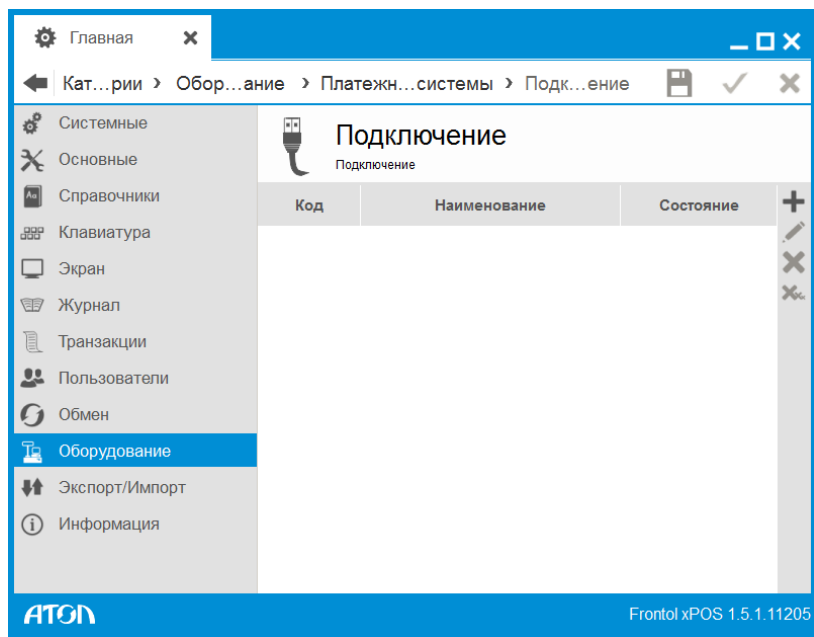 Главная
Кат...рии › Обор...ание › Платежн...системы › Подк...ение
Системные
Основные
Справочники
Клавиатура
Экран
Журнал
Транзакции
Пользователи
Обмен
Оборудование
Экспорт/Импорт
Информация
Подключение
Подключение
Код Наименование Состояние
ATOL Frontol xPOS 1.5.1.11205